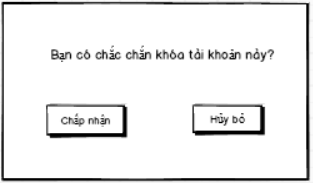 Bạn có chắc chắn khóa tài khoản này?
Chấp nhận
Hủy bỏ